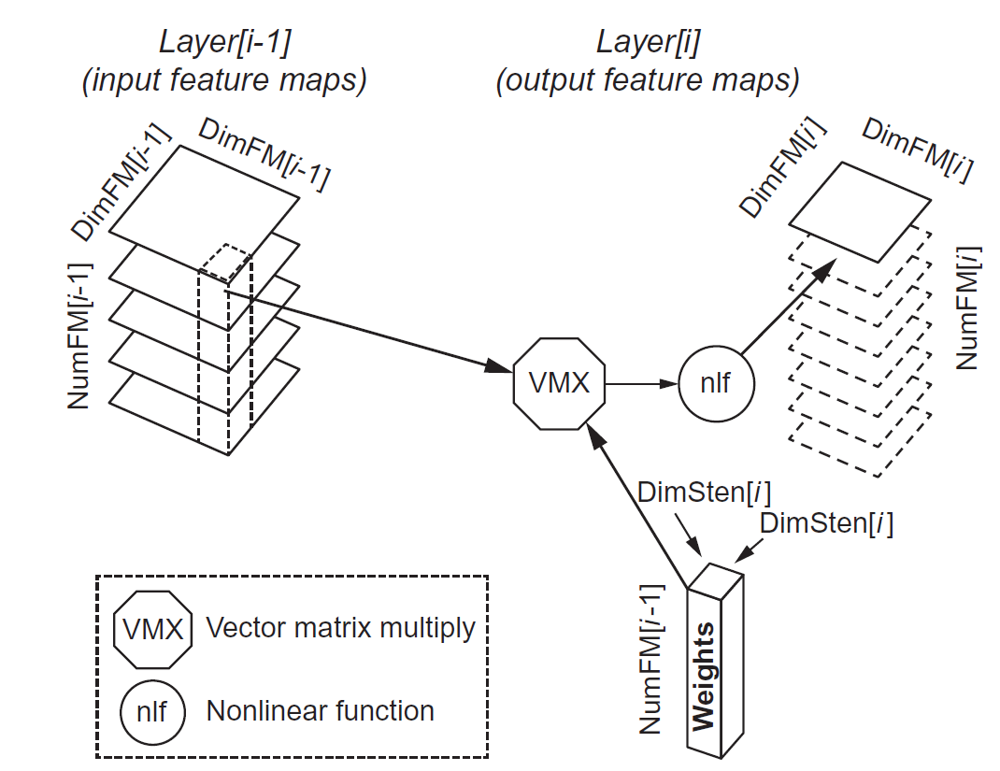 Layer[i-1]
(input feature maps)
Layer[i]
(output feature maps)
DimFM[i-1]
DimFM[i-1]
NumFM[i-1]
DimFM[i]
DimFM[i]
NumFM[i]
VMX
nlf
DimSten[i]
DimSten[i]
NumFM[i-1]
Weights
VMX
Vector matrix multiply
nlf
Nonlinear function